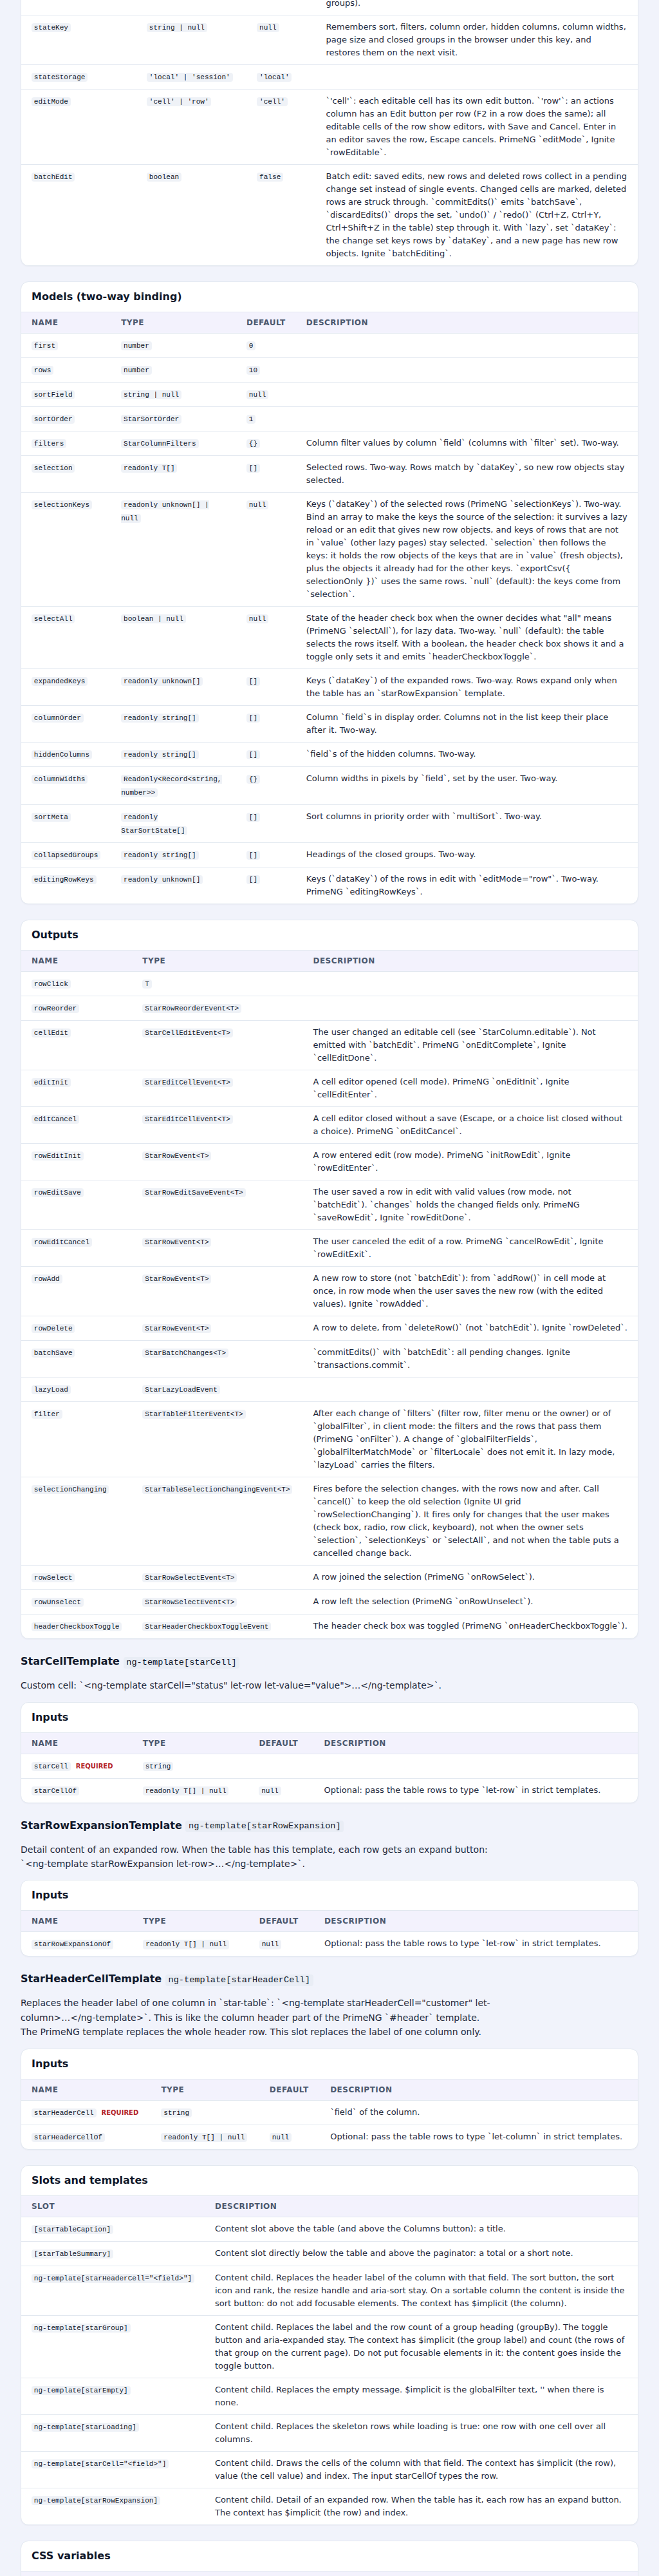 groups).
stateKey string | null null Remembers sort, filters, column order, hidden columns, column widths,
page size and closed groups in the browser under this key, and
restores them on the next visit.
stateStorage 'local' | 'session' 'local'
editMode 'cell' | 'row' 'cell' `'cell'`: each editable cell has its own edit button. `'row'`: an actions
column has an Edit button per row (F2 in a row does the same); all
editable cells of the row show editors, with Save and Cancel. Enter in
an editor saves the row, Escape cancels. PrimeNG `editMode`, Ignite
`rowEditable`.
batchEdit boolean false Batch edit: saved edits, new rows and deleted rows collect in a pending
change set instead of single events. Changed cells are marked, deleted
rows are struck through. `commitEdits()` emits `batchSave`,
`discardEdits()` drops the set, `undo()` / `redo()` (Ctrl+Z, Ctrl+Y,
Ctrl+Shift+Z in the table) step through it. With `lazy`, set `dataKey`:
the change set keys rows by `dataKey`, and a new page has new row
objects. Ignite `batchEditing`.
Models (two-way binding)
NAME TYPE DEFAULT DESCRIPTION
first number 0
rows number 10
sortField string | null null
sortOrder StarSortOrder 1
filters StarColumnFilters {} Column filter values by column `field` (columns with `filter` set). Two-way.
selection readonly T[] [] Selected rows. Two-way. Rows match by `dataKey`, so new row objects stay
selected.
selectionKeys readonly unknown[] | null null Keys (`dataKey`) of the selected rows (PrimeNG `selectionKeys`). Two-way.
Bind an array to make the keys the source of the selection: it survives a lazy
reload or an edit that gives new row objects, and keys of rows that are not
in `value` (other lazy pages) stay selected. `selection` then follows the
keys: it holds the row objects of the keys that are in `value` (fresh objects),
plus the objects it already had for the other keys. `exportCsv({
selectionOnly })` uses the same rows. `null` (default): the keys come from
`selection`.
selectAll boolean | null null State of the header check box when the owner decides what "all" means
(PrimeNG `selectAll`), for lazy data. Two-way. `null` (default): the table
selects the rows itself. With a boolean, the header check box shows it and a
toggle only sets it and emits `headerCheckboxToggle`.
expandedKeys readonly unknown[] [] Keys (`dataKey`) of the expanded rows. Two-way. Rows expand only when
the table has an `starRowExpansion` template.
columnOrder readonly string[] [] Column `field`s in display order. Columns not in the list keep their place
after it. Two-way.
hiddenColumns readonly string[] [] `field`s of the hidden columns. Two-way.
columnWidths Readonly<Record<string, number>> {} Column widths in pixels by `field`, set by the user. Two-way.
sortMeta readonly StarSortState[] [] Sort columns in priority order with `multiSort`. Two-way.
collapsedGroups readonly string[] [] Headings of the closed groups. Two-way.
editingRowKeys readonly unknown[] [] Keys (`dataKey`) of the rows in edit with `editMode="row"`. Two-way.
PrimeNG `editingRowKeys`.
Outputs
NAME TYPE DESCRIPTION
rowClick T
rowReorder StarRowReorderEvent<T>
cellEdit StarCellEditEvent<T> The user changed an editable cell (see `StarColumn.editable`). Not
emitted with `batchEdit`. PrimeNG `onEditComplete`, Ignite
`cellEditDone`.
editInit StarEditCellEvent<T> A cell editor opened (cell mode). PrimeNG `onEditInit`, Ignite
`cellEditEnter`.
editCancel StarEditCellEvent<T> A cell editor closed without a save (Escape, or a choice list closed without
a choice). PrimeNG `onEditCancel`.
rowEditInit StarRowEvent<T> A row entered edit (row mode). PrimeNG `initRowEdit`, Ignite
`rowEditEnter`.
rowEditSave StarRowEditSaveEvent<T> The user saved a row in edit with valid values (row mode, not
`batchEdit`). `changes` holds the changed fields only. PrimeNG
`saveRowEdit`, Ignite `rowEditDone`.
rowEditCancel StarRowEvent<T> The user canceled the edit of a row. PrimeNG `cancelRowEdit`, Ignite
`rowEditExit`.
rowAdd StarRowEvent<T> A new row to store (not `batchEdit`): from `addRow()` in cell mode at
once, in row mode when the user saves the new row (with the edited
values). Ignite `rowAdded`.
rowDelete StarRowEvent<T> A row to delete, from `deleteRow()` (not `batchEdit`). Ignite `rowDeleted`.
batchSave StarBatchChanges<T> `commitEdits()` with `batchEdit`: all pending changes. Ignite
`transactions.commit`.
lazyLoad StarLazyLoadEvent
filter StarTableFilterEvent<T> After each change of `filters` (filter row, filter menu or the owner) or of
`globalFilter`, in client mode: the filters and the rows that pass them
(PrimeNG `onFilter`). A change of `globalFilterFields`,
`globalFilterMatchMode` or `filterLocale` does not emit it. In lazy mode,
`lazyLoad` carries the filters.
selectionChanging StarTableSelectionChangingEvent<T> Fires before the selection changes, with the rows now and after. Call
`cancel()` to keep the old selection (Ignite UI grid
`rowSelectionChanging`). It fires only for changes that the user makes
(check box, radio, row click, keyboard), not when the owner sets
`selection`, `selectionKeys` or `selectAll`, and not when the table puts a
cancelled change back.
rowSelect StarRowSelectEvent<T> A row joined the selection (PrimeNG `onRowSelect`).
rowUnselect StarRowSelectEvent<T> A row left the selection (PrimeNG `onRowUnselect`).
headerCheckboxToggle StarHeaderCheckboxToggleEvent The header check box was toggled (PrimeNG `onHeaderCheckboxToggle`).
StarCellTemplate ng-template[starCell]
Custom cell: `<ng-template starCell="status" let-row let-value="value">…</ng-template>`.
Inputs
NAME TYPE DEFAULT DESCRIPTION
starCell REQUIRED string
starCellOf readonly T[] | null null Optional: pass the table rows to type `let-row` in strict templates.
StarRowExpansionTemplate ng-template[starRowExpansion]
Detail content of an expanded row. When the table has this template, each row gets an expand button:
`<ng-template starRowExpansion let-row>…</ng-template>`.
Inputs
NAME TYPE DEFAULT DESCRIPTION
starRowExpansionOf readonly T[] | null null Optional: pass the table rows to type `let-row` in strict templates.
StarHeaderCellTemplate ng-template[starHeaderCell]
Replaces the header label of one column in `star-table`: `<ng-template starHeaderCell="customer" let-
column>…</ng-template>`. This is like the column header part of the PrimeNG `#header` template.
The PrimeNG template replaces the whole header row. This slot replaces the label of one column only.
Inputs
NAME TYPE DEFAULT DESCRIPTION
starHeaderCell REQUIRED string `field` of the column.
starHeaderCellOf readonly T[] | null null Optional: pass the table rows to type `let-column` in strict templates.
Slots and templates
SLOT DESCRIPTION
[starTableCaption] Content slot above the table (and above the Columns button): a title.
[starTableSummary] Content slot directly below the table and above the paginator: a total or a short note.
ng-template[starHeaderCell="<field>"] Content child. Replaces the header label of the column with that field. The sort button, the sort
icon and rank, the resize handle and aria-sort stay. On a sortable column the content is inside the
sort button: do not add focusable elements. The context has $implicit (the column).
ng-template[starGroup] Content child. Replaces the label and the row count of a group heading (groupBy). The toggle
button and aria-expanded stay. The context has $implicit (the group label) and count (the rows of
that group on the current page). Do not put focusable elements in it: the content goes inside the
toggle button.
ng-template[starEmpty] Content child. Replaces the empty message. $implicit is the globalFilter text, '' when there is
none.
ng-template[starLoading] Content child. Replaces the skeleton rows while loading is true: one row with one cell over all
columns.
ng-template[starCell="<field>"] Content child. Draws the cells of the column with that field. The context has $implicit (the row),
value (the cell value) and index. The input starCellOf types the row.
ng-template[starRowExpansion] Content child. Detail of an expanded row. When the table has it, each row has an expand button.
The context has $implicit (the row) and index.
CSS variables